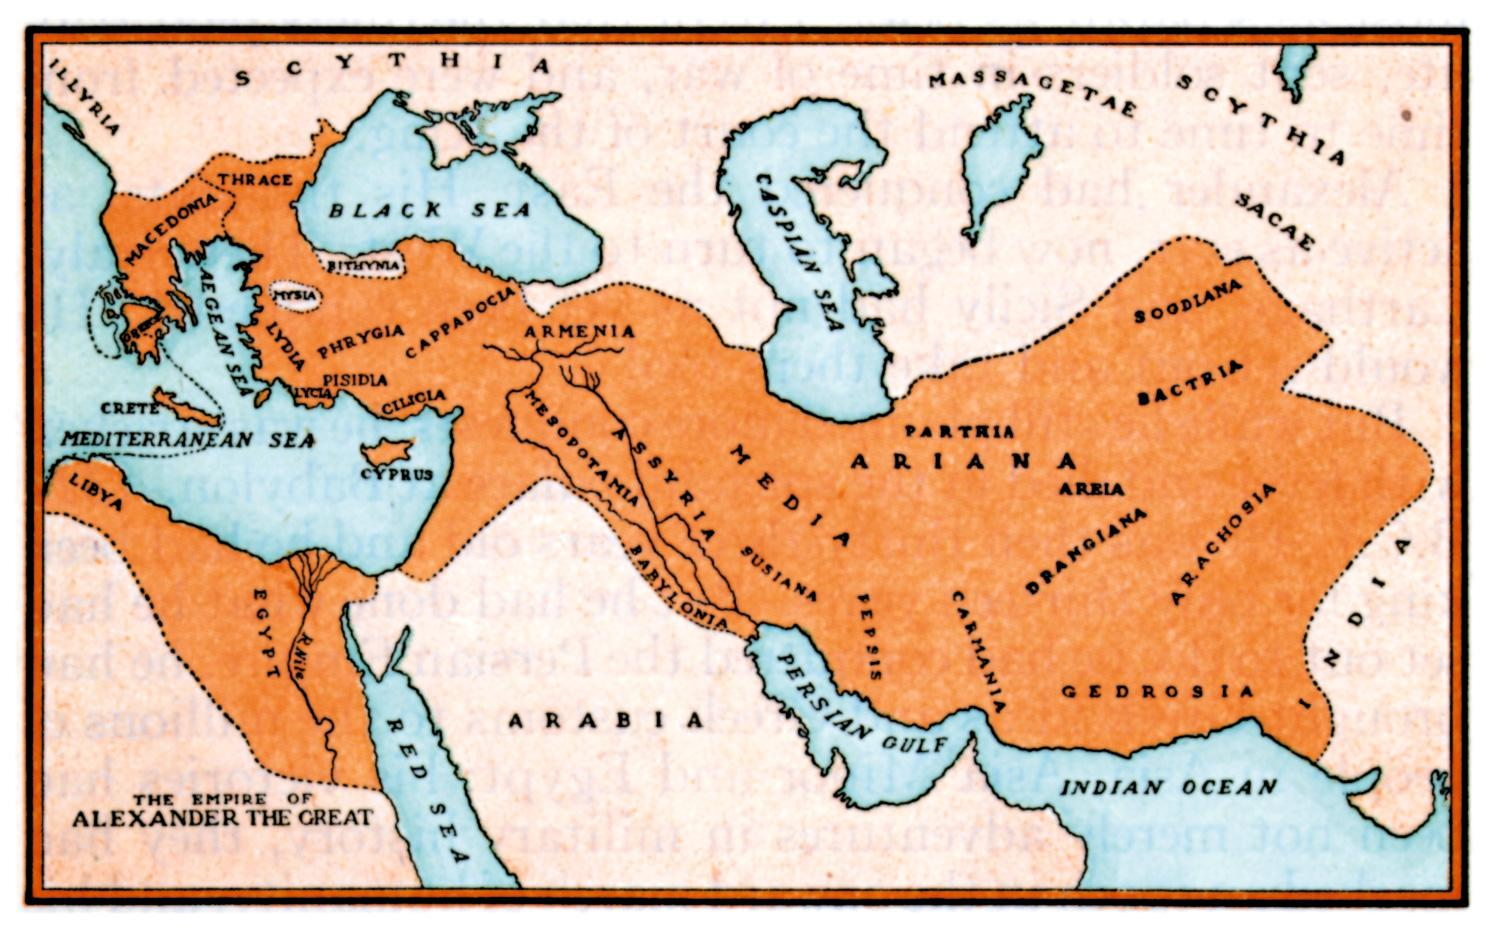 ILLYRIA
SCYTHIA
MASSAGETAE
SCYTHIA
SACAE
THRACE
MACEDONIA
BLACK SEA
CASPIAN SEA
BITHYNIA
MYSIA
AEGEAN SEA
GREECE
LYDIA
PHRYGIA
CAPPADOCIA
ARMENIA
SOGDIANA
BACTRIA
PISIDIA
LYCIA
CILICIA
CRETE
MEDITERRANEAN SEA
CYPRUS
MESOPOTAMIA
ASSYRIA
MEDIA
PARTHIA
ARIANA
AREIA
DRANGIANA
ARACHOSIA
LIBYA
EGYPT
R. Nile
BABYLONIA
SUSIANA
PEPSIS
CARMANIA
GEDROSIA
INDIA
ARABIA
RED SEA
PERSIAN GULF
INDIAN OCEAN
THE EMPIRE OF
ALEXANDER THE GREAT